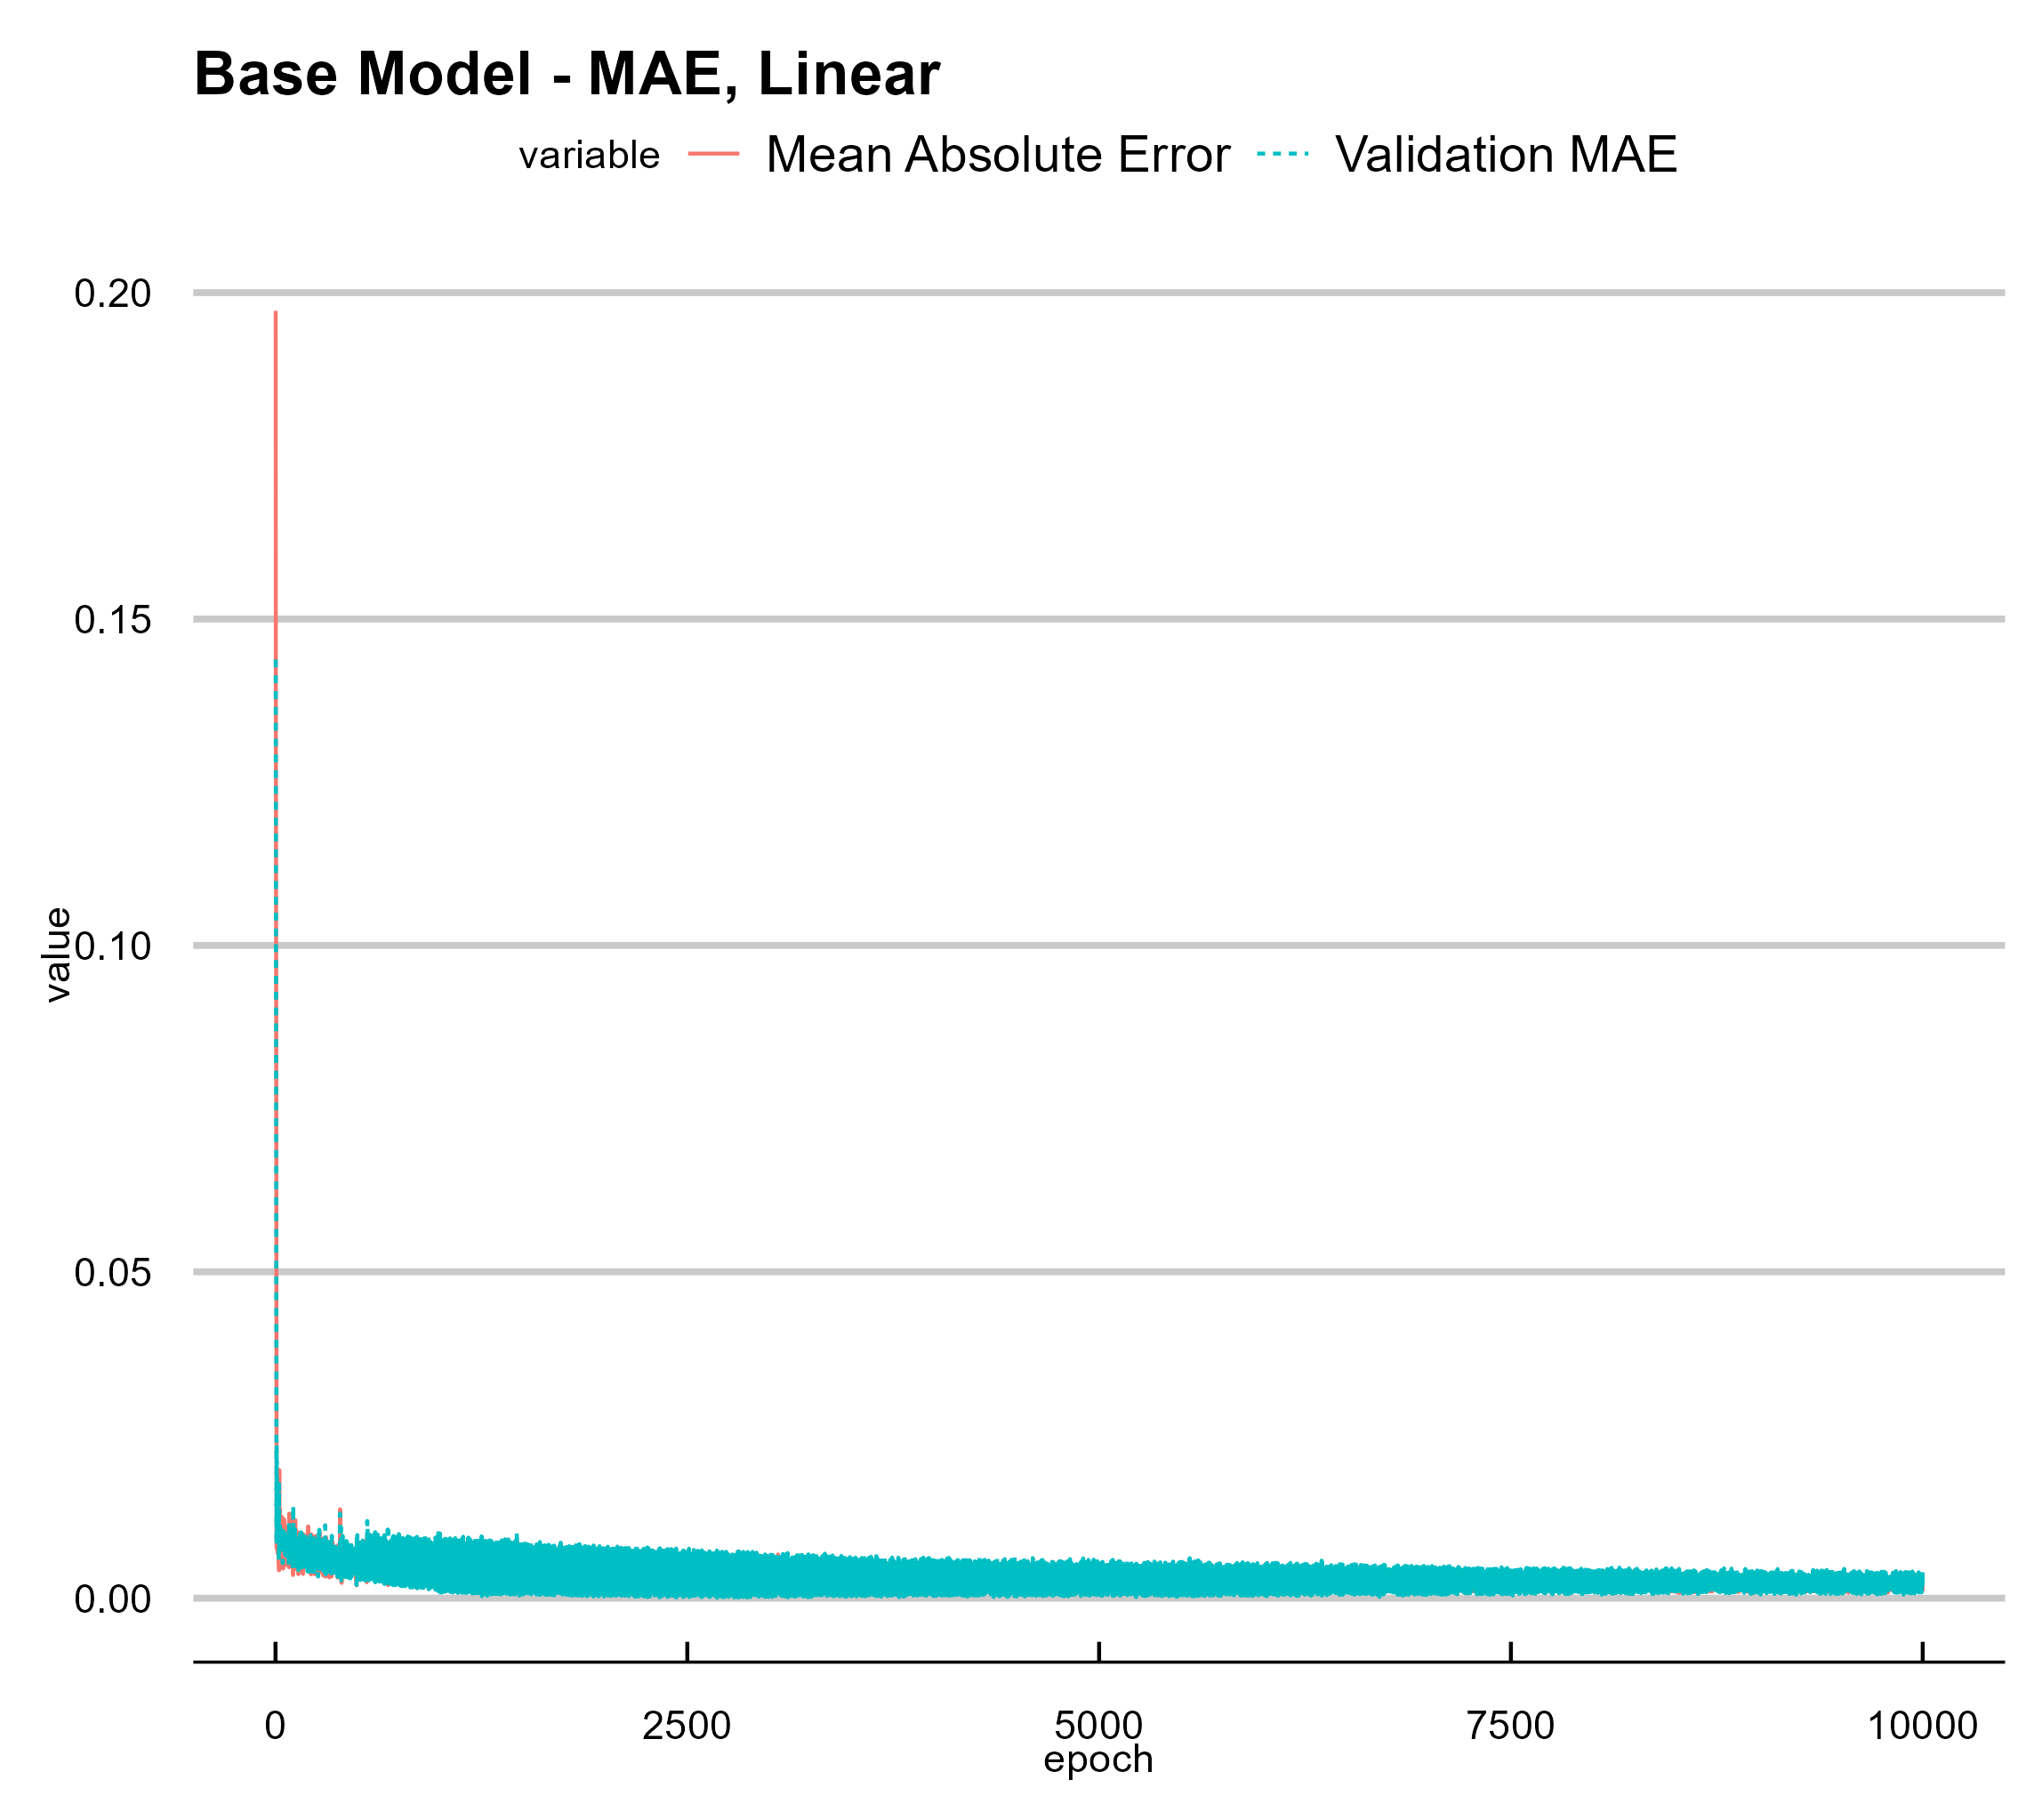 Base Model - MAE, Linear
variable Mean Absolute Error Validation MAE
0.20
0.15
0.10
0.05
0.00
value
0 2500 5000 7500 10000
epoch